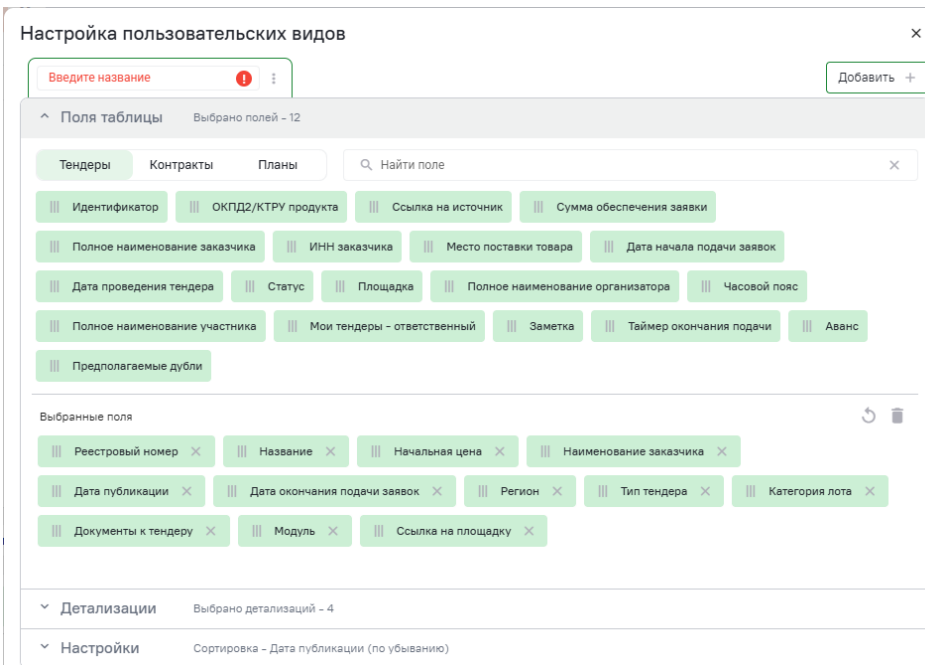 Настройка пользовательских видов
Введите название
Добавить
Поля таблицы Выбрано полей - 12
Тендеры Контракты Планы Найти поле
Идентификатор ОКПД2/КТРУ продукта Ссылка на источник Сумма обеспечения заявки
Полное наименование заказчика ИНН заказчика Место поставки товара Дата начала подачи заявок
Дата проведения тендера Статус Площадка Полное наименование организатора Часовой пояс
Полное наименование участника Мои тендеры - ответственный Заметка Таймер окончания подачи Аванс
Предполагаемые дубли
Выбранные поля
Реестровый номер Название Начальная цена Наименование заказчика
Дата публикации Дата окончания подачи заявок Регион Тип тендера Категория лота
Документы к тендеру Модуль Ссылка на площадку
Детализации Выбрано детализаций - 4
Настройки Сортировка - Дата публикации (по убыванию)